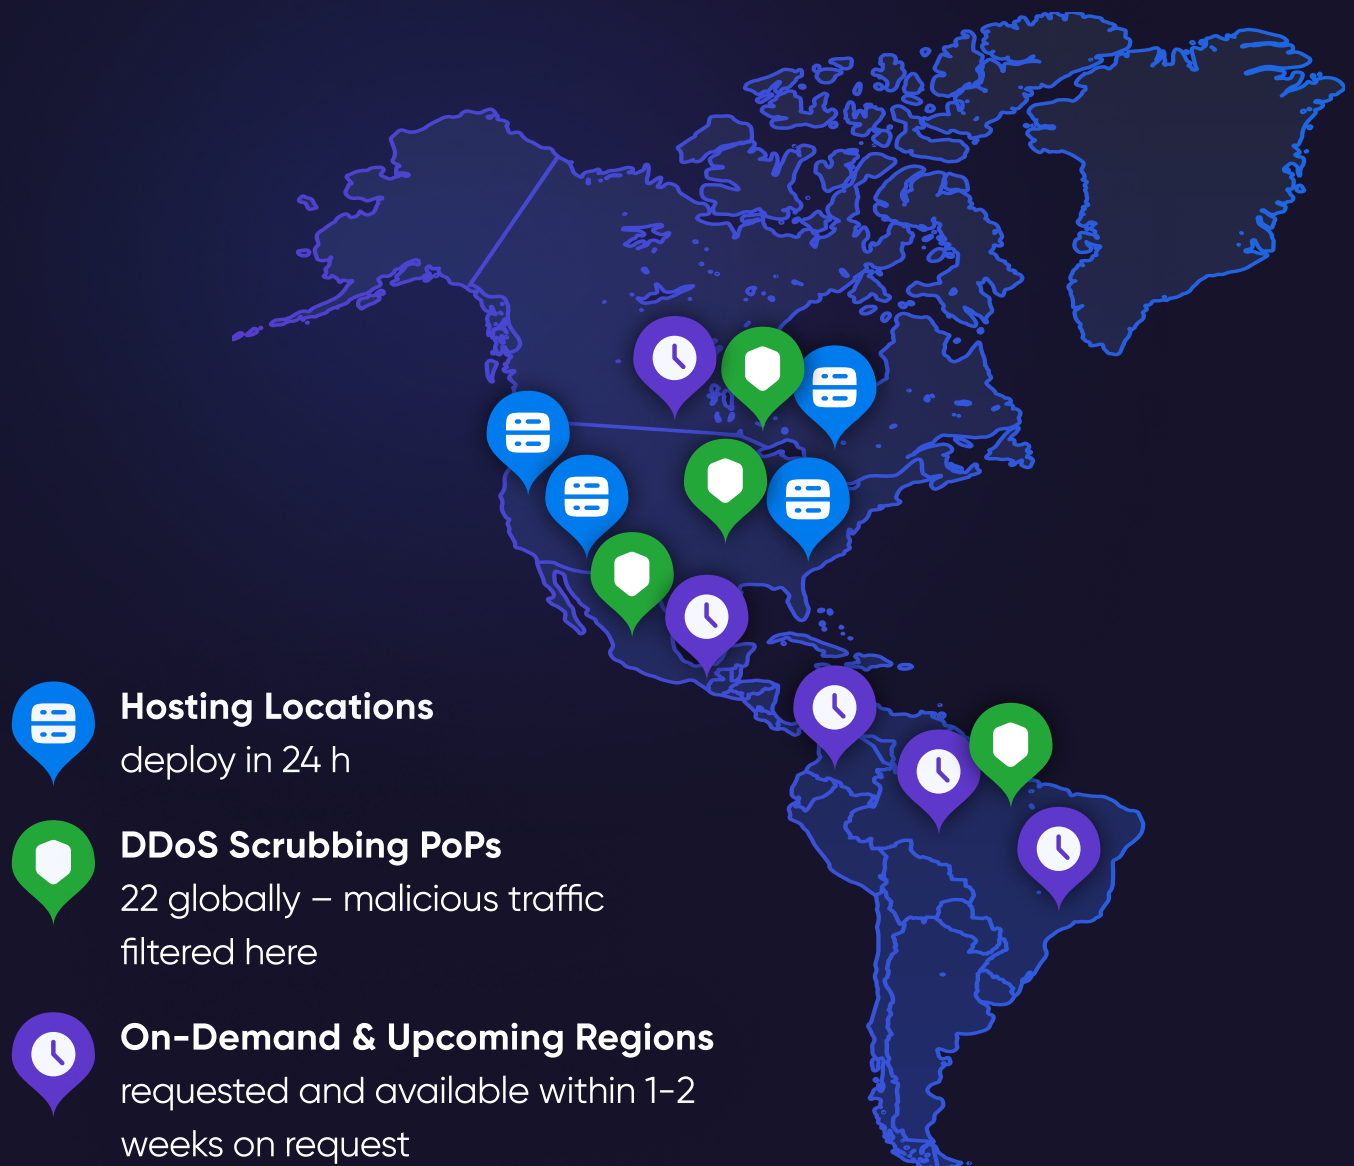 Hosting Locations
deploy in 24 h
DDoS Scrubbing PoPs
22 globally – malicious traffic
filtered here
On-Demand & Upcoming Regions
requested and available within 1-2
weeks on request